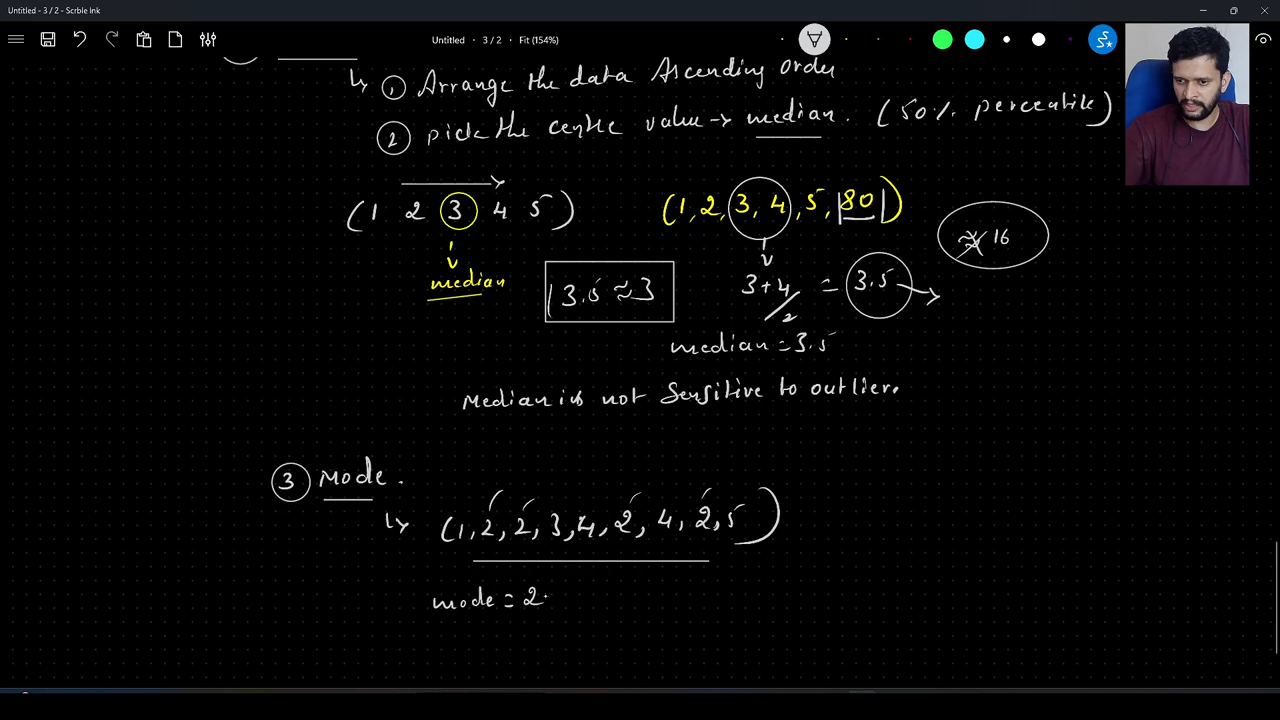 Untitled - 3 / 2 - Scrble Ink
Untitled • 3 / 2 • Fit (154%)
① Arrange the data Ascending order
② pick the centre value → median. (50% percentile)
(1 2 3 4 5) (1, 2, 3, 4, 5, |80|)
≈ 16
median 3.5 ≈ 3 3+4/2 = 3.5 →
median = 3.5
Median is not Sensitive to outlier.
③ Mode.
(1, 2, 2, 3, 4, 2, 4, 2, 5)
mode = 2.